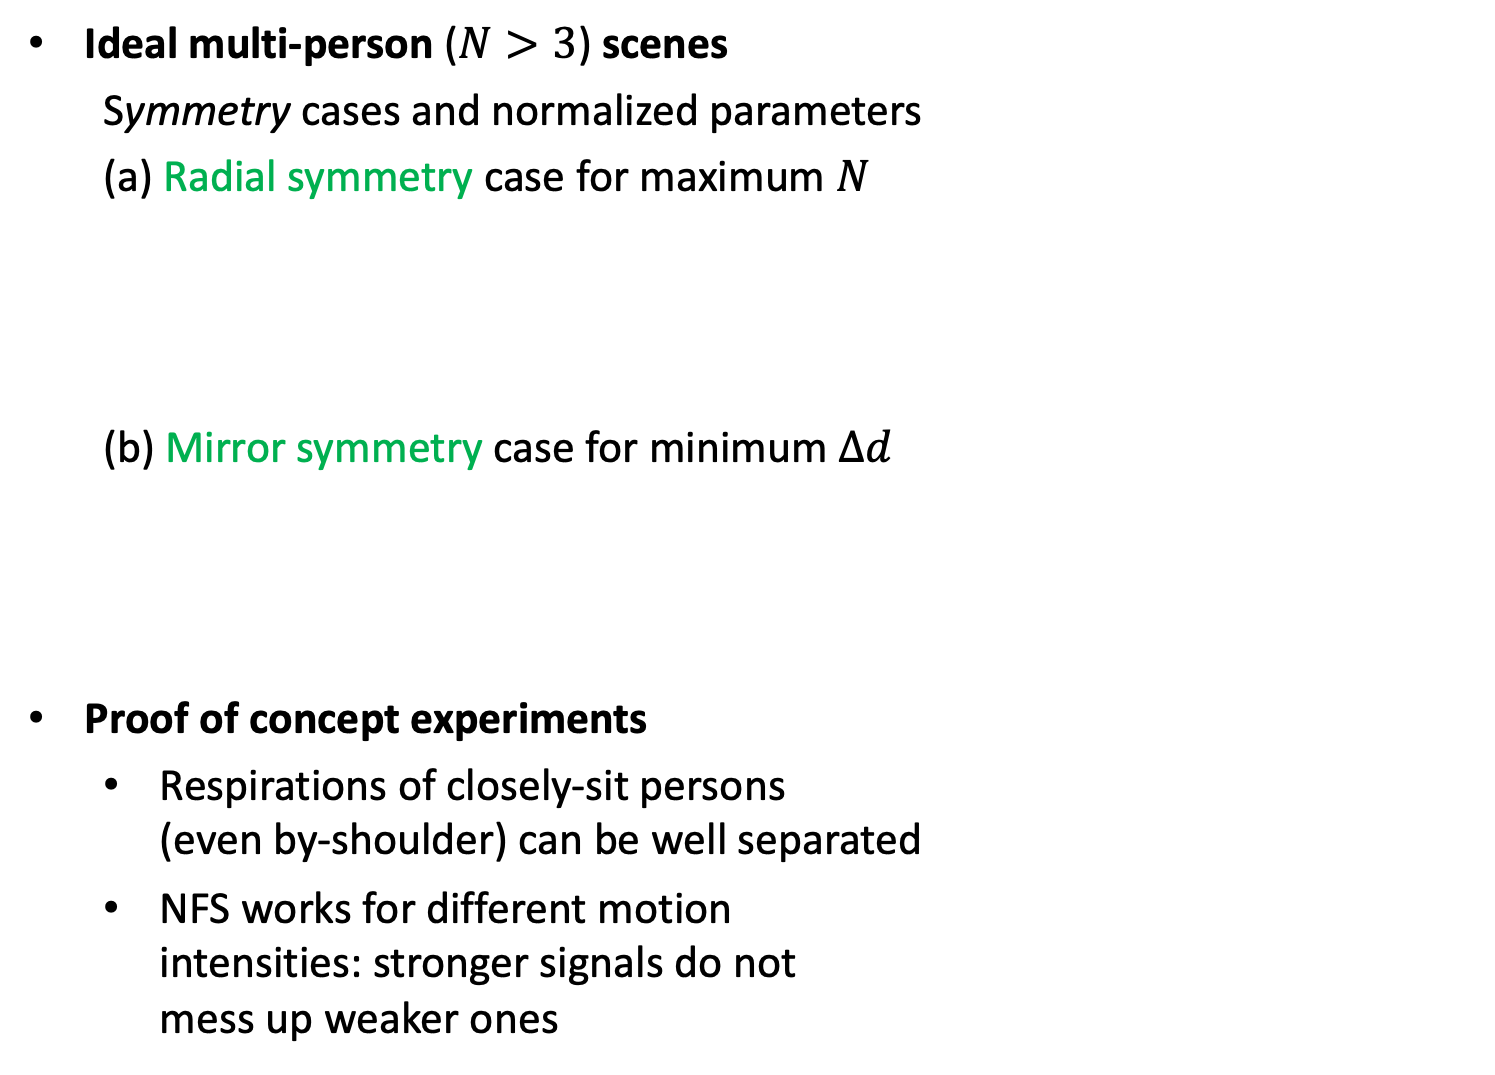 • Ideal multi-person (N > 3) scenes
Symmetry cases and normalized parameters
(a) Radial symmetry case for maximum N
(b) Mirror symmetry case for minimum Δd
• Proof of concept experiments
• Respirations of closely-sit persons
(even by-shoulder) can be well separated
• NFS works for different motion
intensities: stronger signals do not
mess up weaker ones